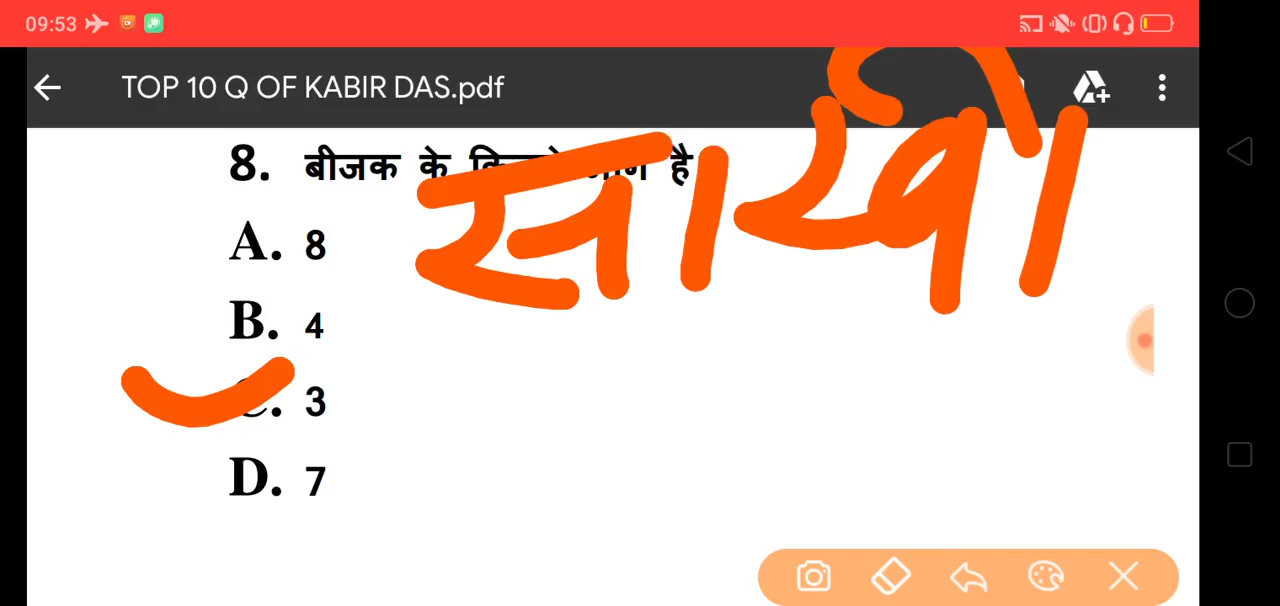 09:53
TOP 10 Q OF KABIR DAS.pdf
8. बीजक के है
साखी
A. 8
B. 4
C. 3
D. 7